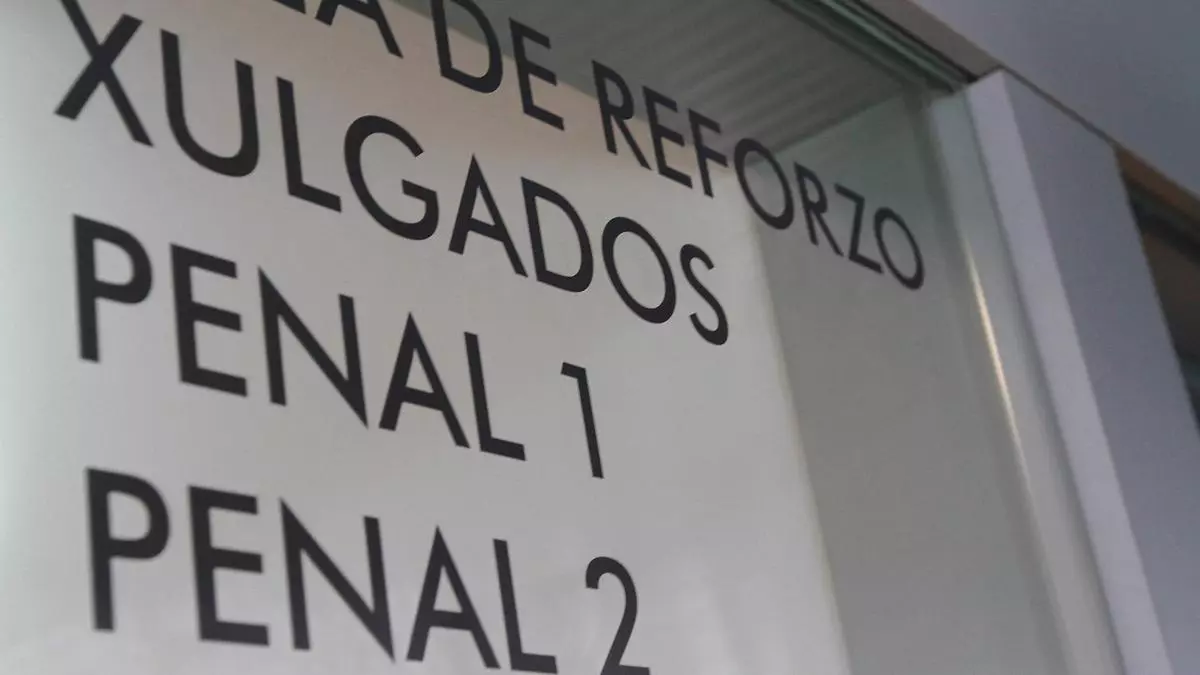 DE REFORZO
XULGADOS
PENAL 1
PENAL 2